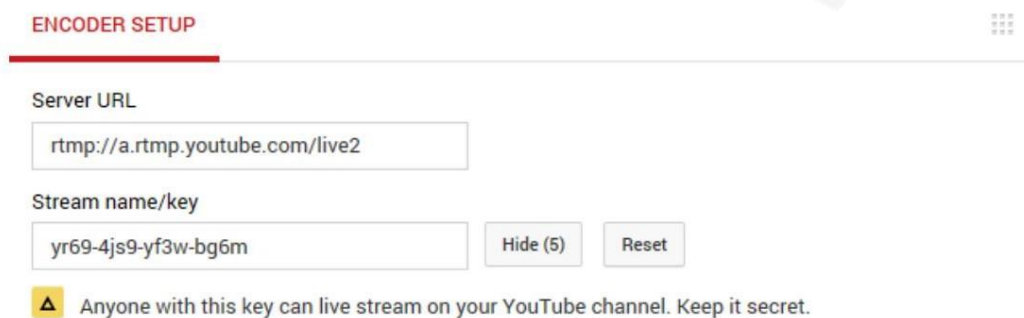 ENCODER SETUP
Server URL
rtmp://a.rtmp.youtube.com/live2
Stream name/key
yr69-4js9-yf3w-bg6m Hide (5) Reset
Anyone with this key can live stream on your YouTube channel. Keep it secret.